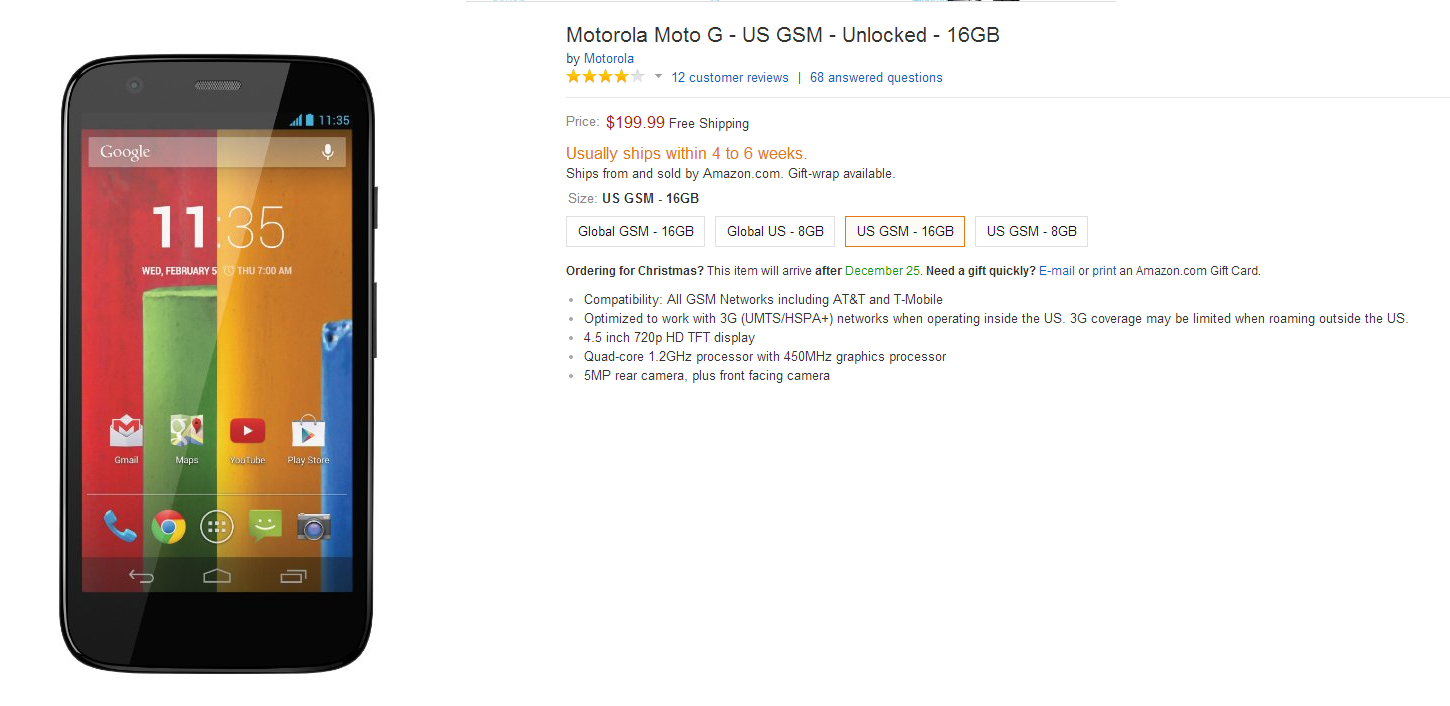 Motorola Moto G - US GSM - Unlocked - 16GB
by Motorola
12 customer reviews | 68 answered questions
Price: $199.99 Free Shipping
Usually ships within 4 to 6 weeks.
Ships from and sold by Amazon.com. Gift-wrap available.
Size: US GSM - 16GB
Global GSM - 16GB Global US - 8GB US GSM - 16GB US GSM - 8GB
Ordering for Christmas? This item will arrive after December 25. Need a gift quickly? E-mail or print an Amazon.com Gift Card.
Compatibility: All GSM Networks including AT&T and T-Mobile
Optimized to work with 3G (UMTS/HSPA+) networks when operating inside the US. 3G coverage may be limited when roaming outside the US.
4.5 inch 720p HD TFT display
Quad-core 1.2GHz processor with 450MHz graphics processor
5MP rear camera, plus front facing camera
11:35
Google
11:35
WED, FEBRUARY 5 THU 7:00 AM
Gmail Maps YouTube Play Store